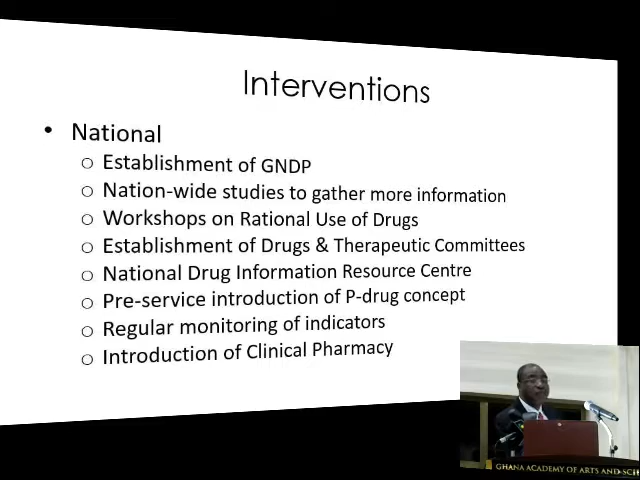 Interventions
• National
○ Establishment of GNDP
○ Nation-wide studies to gather more information
○ Workshops on Rational Use of Drugs
○ Establishment of Drugs & Therapeutic Committees
○ National Drug Information Resource Centre
○ Pre-service introduction of P-drug concept
○ Regular monitoring of indicators
○ Introduction of Clinical Pharmacy
GHANA ACADEMY OF ARTS AND SCI